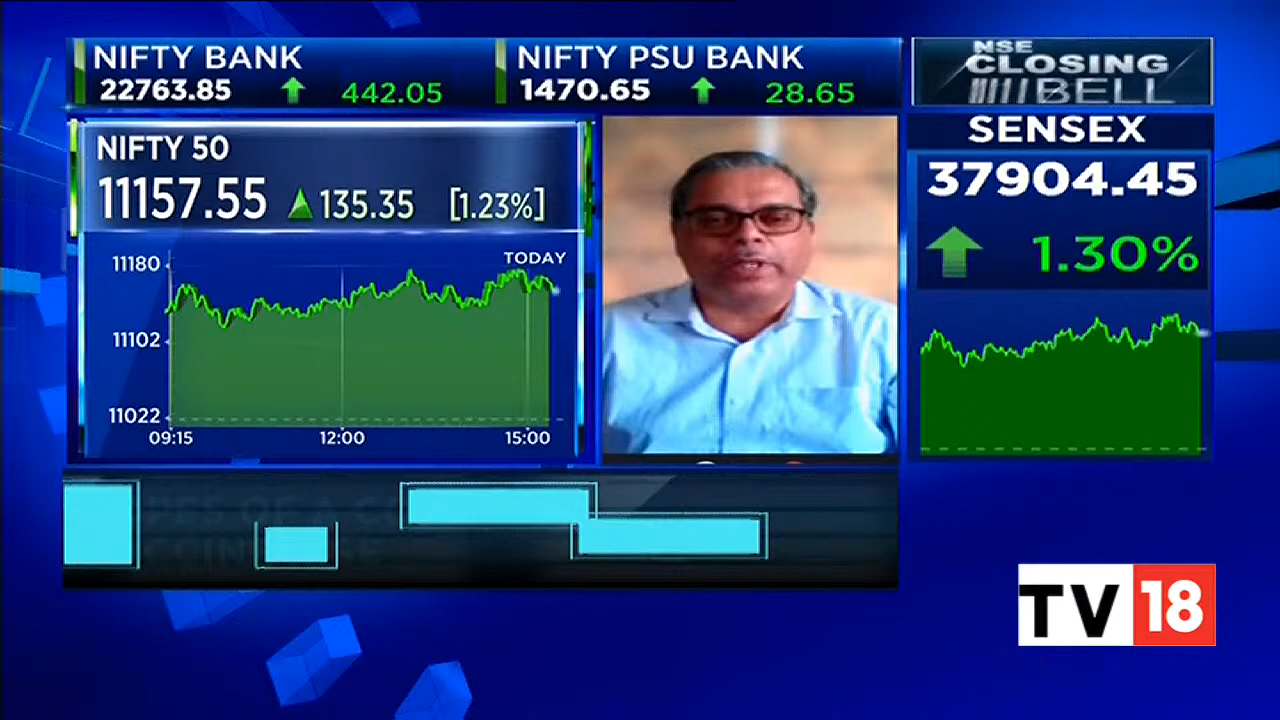 NIFTY BANK
22763.85 442.05
NIFTY PSU BANK
1470.65 28.65
NSE
CLOSING
BELL
NIFTY 50
11157.55 135.35 [1.23%]
TODAY
11180
11102
11022
09:15 12:00 15:00
SENSEX
37904.45
1.30%
TV18